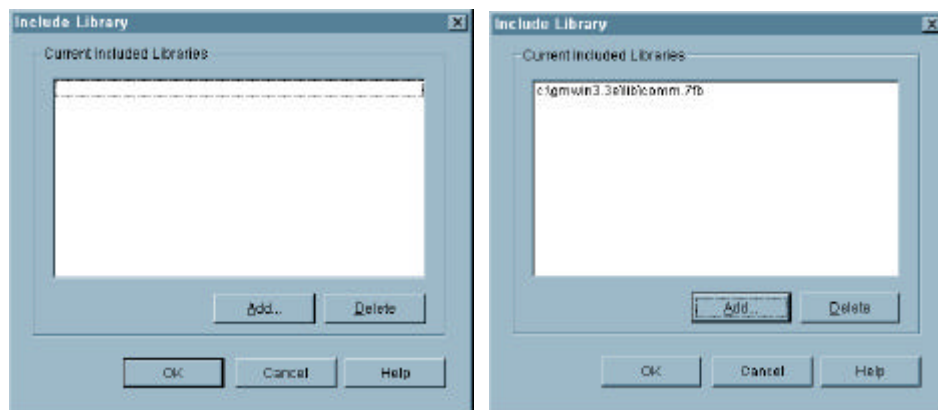 Include Library
Current Included Libraries
Add...
Delete
OK
Cancel
Help
Include Library
Current Included Libraries
c:\gmwin3.3e\lib\comm.7fb
Add...
Delete
OK
Cancel
Help